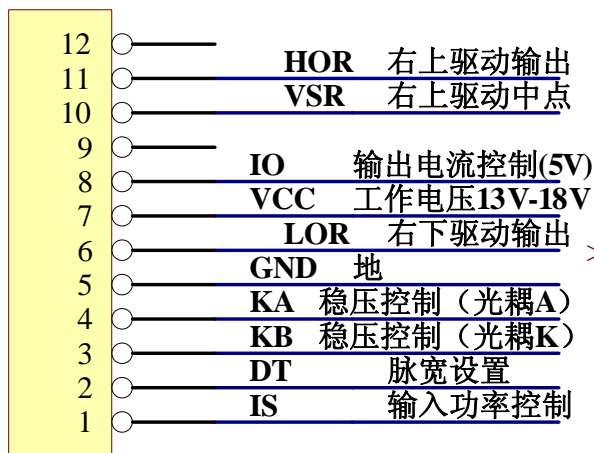 12
11 HOR 右上驱动输出
10 VSR 右上驱动中点
9
8 IO 输出电流控制(5V)
7 VCC 工作电压13V-18V
6 LOR 右下驱动输出
5 GND 地
4 KA 稳压控制（光耦A）
3 KB 稳压控制（光耦K）
2 DT 脉宽设置
1 IS 输入功率控制